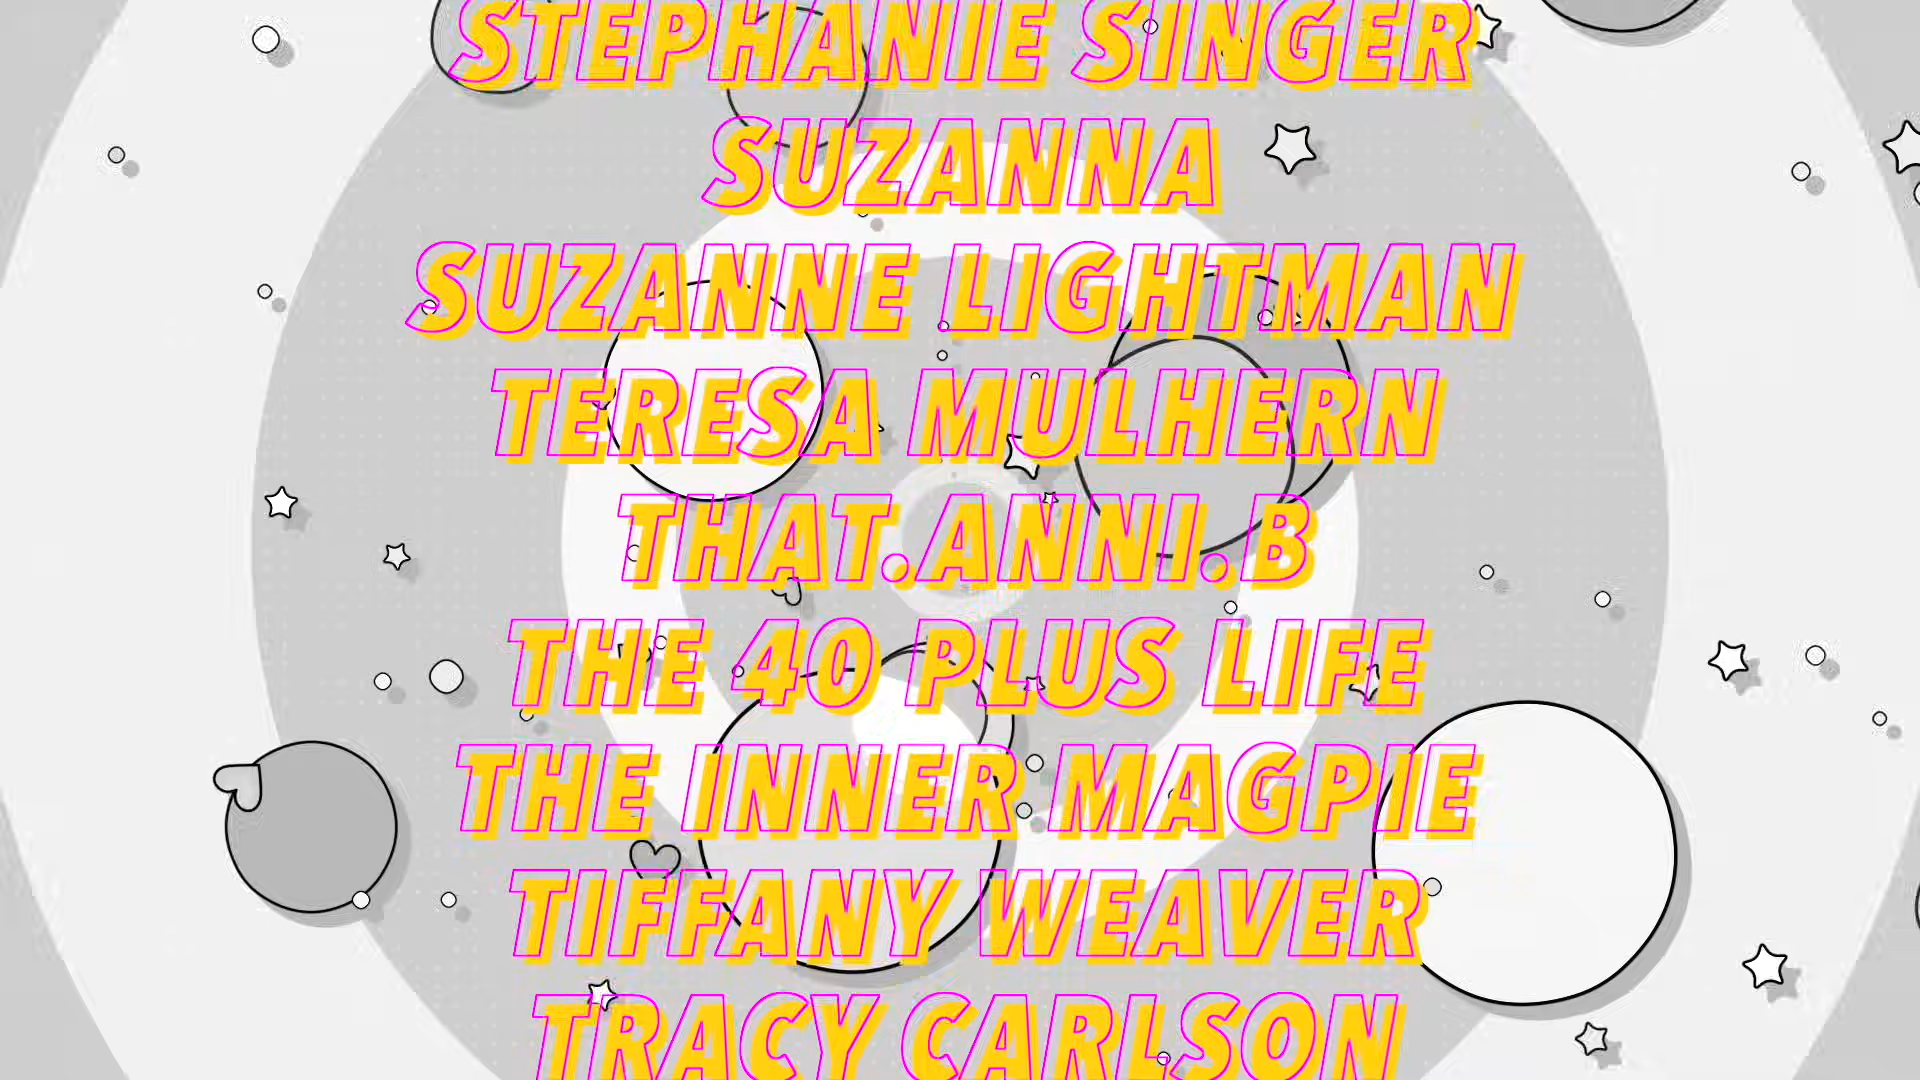 STEPHANIE SINGER
SUZANNA
SUZANNE LIGHTMAN
TERESA MULHERN
THAT.ANNI.B
THE 40 PLUS LIFE
THE INNER MAGPIE
TIFFANY WEAVER
TRACY CARLSON